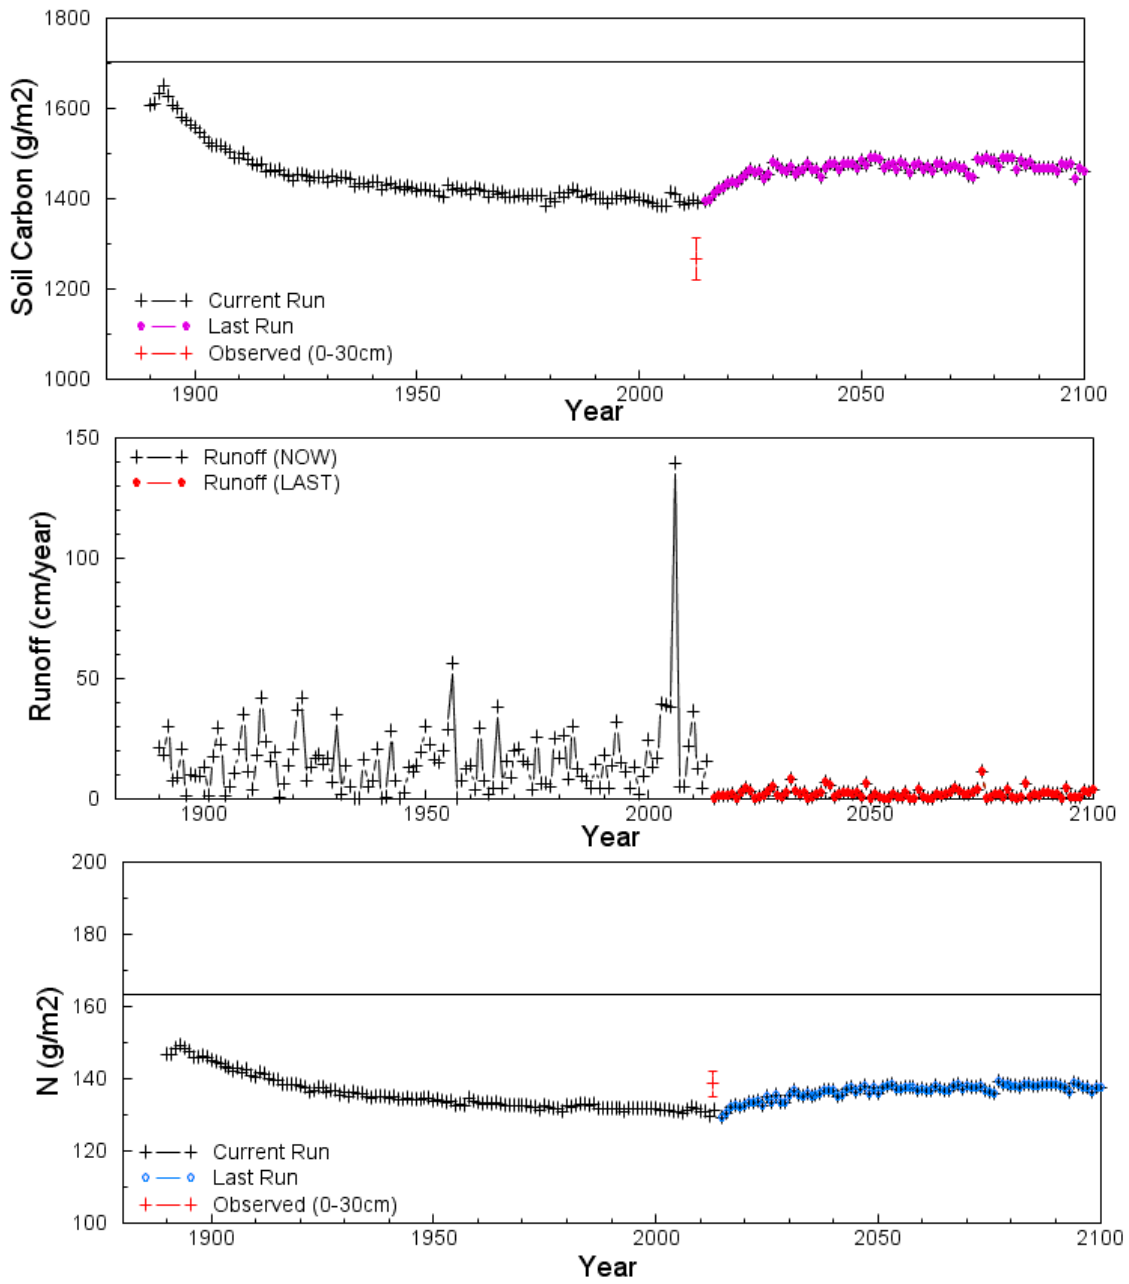 1800
1600
1400
1200
1000
Soil Carbon (g/m2)
Current Run
Last Run
Observed (0-30cm)
1900 1950 2000 2050 2100
Year
150
100
50
0
Runoff (cm/year)
Runoff (NOW)
Runoff (LAST)
1900 1950 2000 2050 2100
Year
200
180
160
140
120
100
N (g/m2)
Current Run
Last Run
Observed (0-30cm)
1900 1950 2000 2050 2100
Year